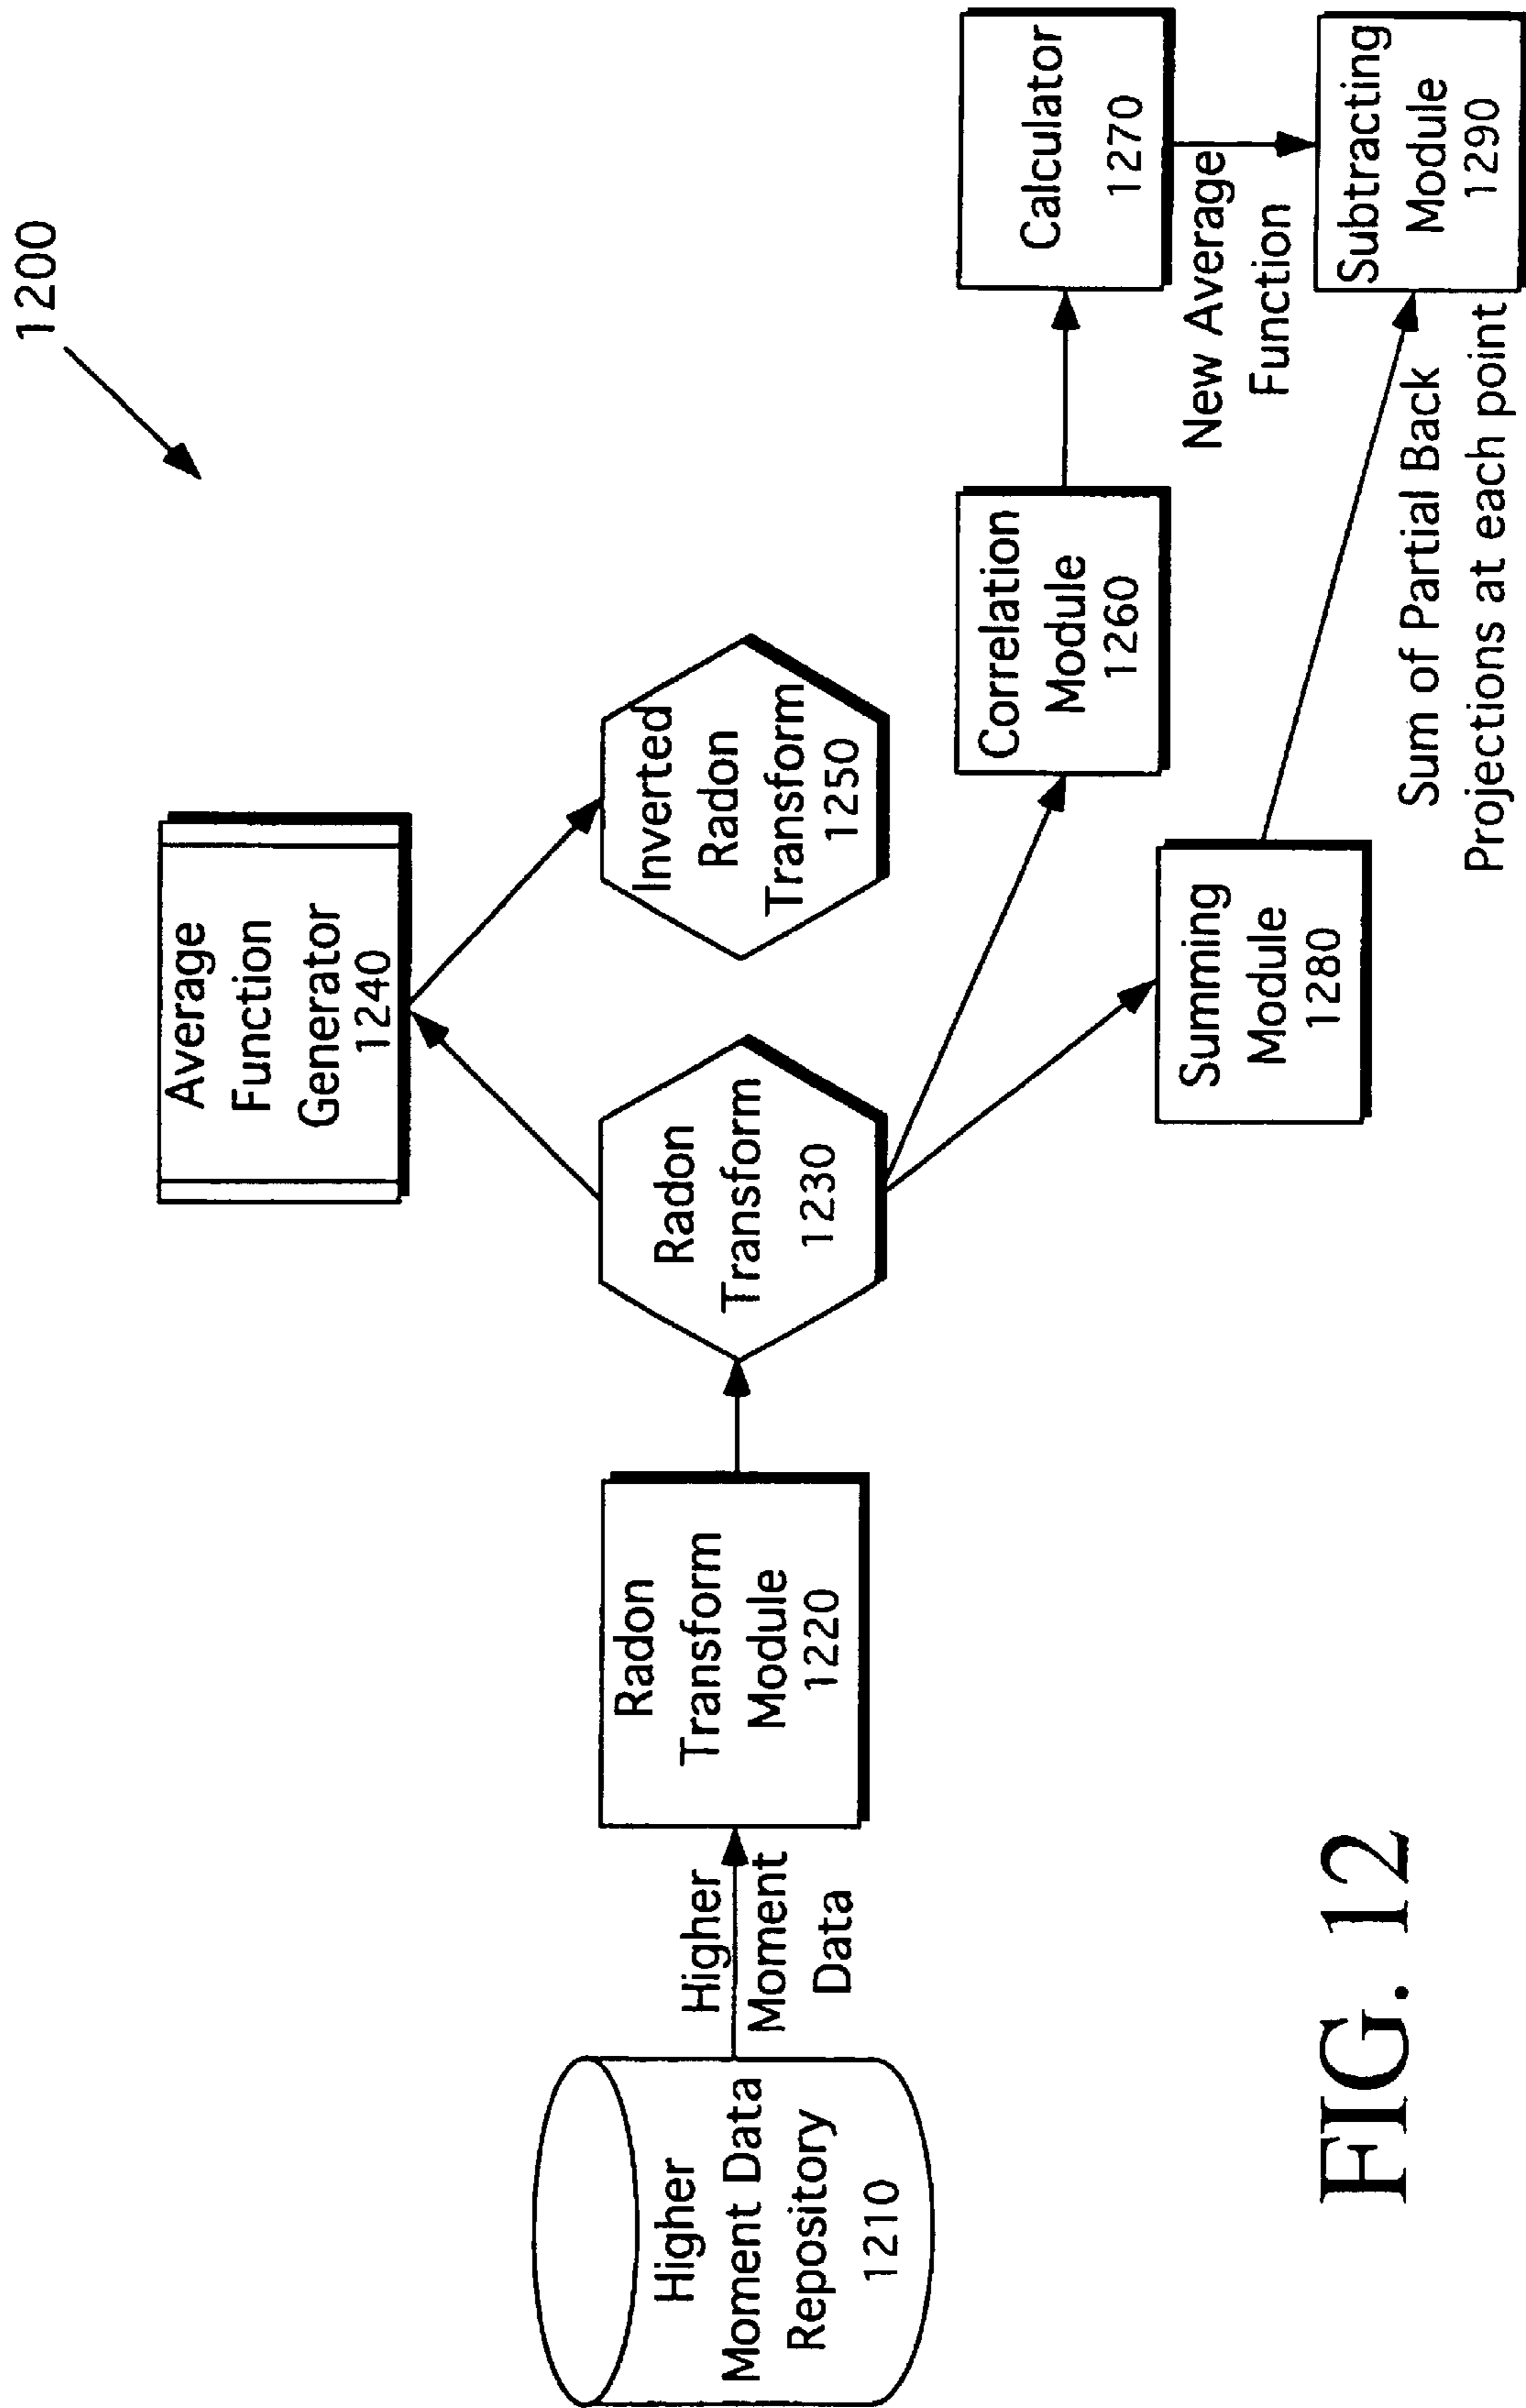 1200
Higher
Moment Data
Repository
1210
Higher
Moment
Data
Radon
Transform
Module
1220
Radon
Transform
1230
Average
Function
Generator
1240
Inverted
Radon
Transform
1250
Correlation
Module
1260
Calculator
1270
New Average
Function
Summing
Module
1280
Sum of Partial Back
Projections at each point
Subtracting
Module
1290
FIG. 12